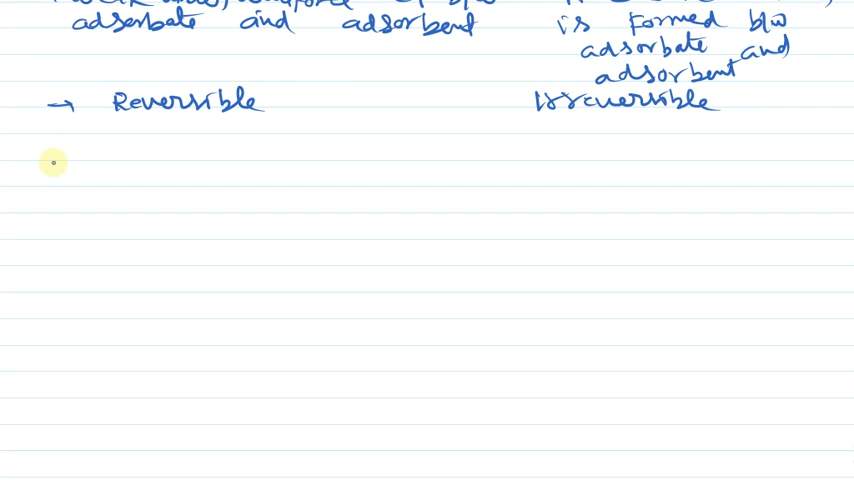 adsorbate and adsorbent is formed b/w
adsorbate and
adsorbent
→ Reversible Irreversible